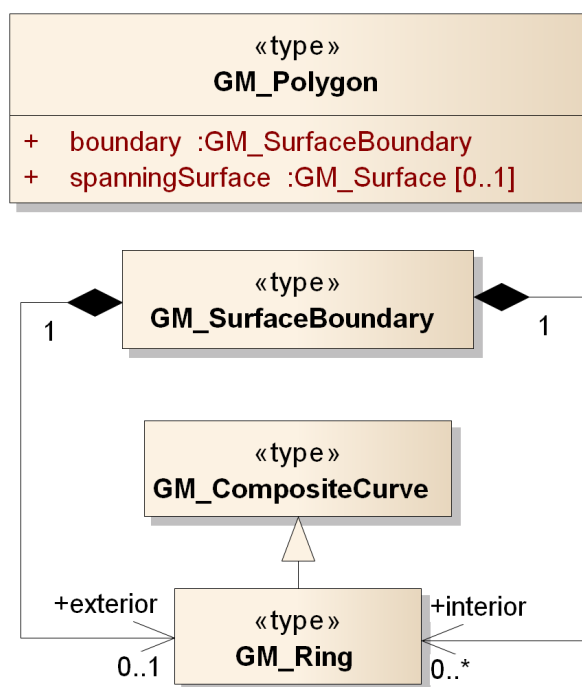 «type»
GM_Polygon
+ boundary :GM_SurfaceBoundary
+ spanningSurface :GM_Surface [0..1]
«type»
GM_SurfaceBoundary
1
1
«type»
GM_CompositeCurve
+exterior
0..1
«type»
GM_Ring
+interior
0..*